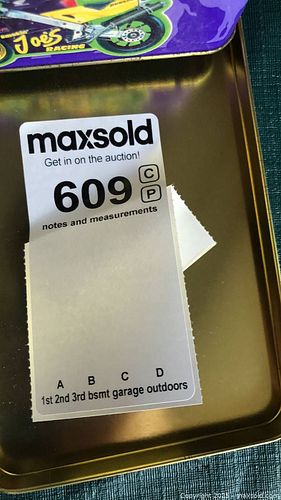 Joe's
RACING
maxsold
Get in on the auction!
609 C
P
notes and measurements
A B C D
1st 2nd 3rd bsmt garage outdoors